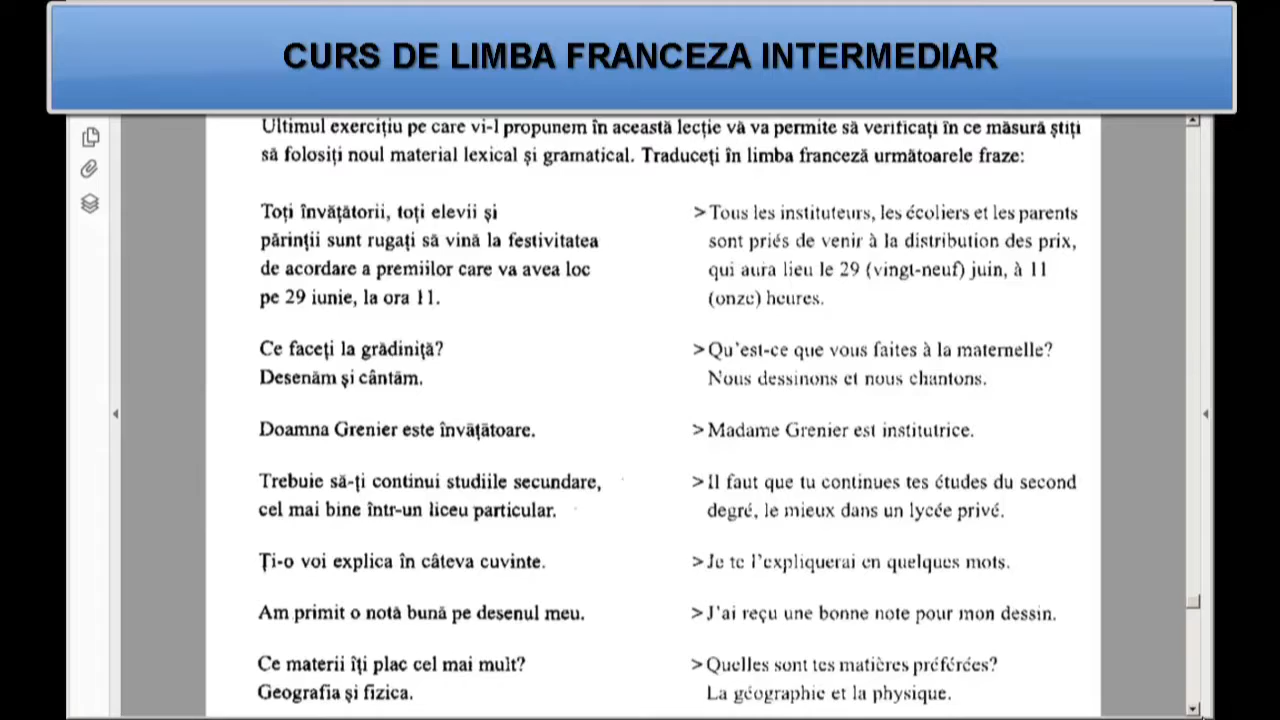 CURS DE LIMBA FRANCEZA INTERMEDIAR
Ultimul exercițiu pe care vi-l propunem în această lecție vă va permite să verificați în ce măsură știți
să folosiți noul material lexical și gramatical. Traduceți în limba franceză următoarele fraze:
Toți învățătorii, toți elevii și
părinții sunt rugați să vină la festivitatea
de acordare a premiilor care va avea loc
pe 29 iunie, la ora 11.
> Tous les instituteurs, les écoliers et les parents
sont priés de venir à la distribution des prix,
qui aura lieu le 29 (vingt-neuf) juin, à 11
(onze) heures.
Ce faceți la grădiniță?
Desenăm și cântăm.
> Qu'est-ce que vous faites à la maternelle?
Nous dessinons et nous chantons.
Doamna Grenier este învățătoare.
> Madame Grenier est institutrice.
Trebuie să-ți continui studiile secundare,
cel mai bine într-un liceu particular.
> Il faut que tu continues tes études du second
degré, le mieux dans un lycée privé.
Ți-o voi explica în câteva cuvinte.
> Je te l'expliquerai en quelques mots.
Am primit o notă bună pe desenul meu.
> J'ai reçu une bonne note pour mon dessin.
Ce materii îți plac cel mai mult?
Geografia și fizica.
> Quelles sont tes matières préférées?
La géographie et la physique.